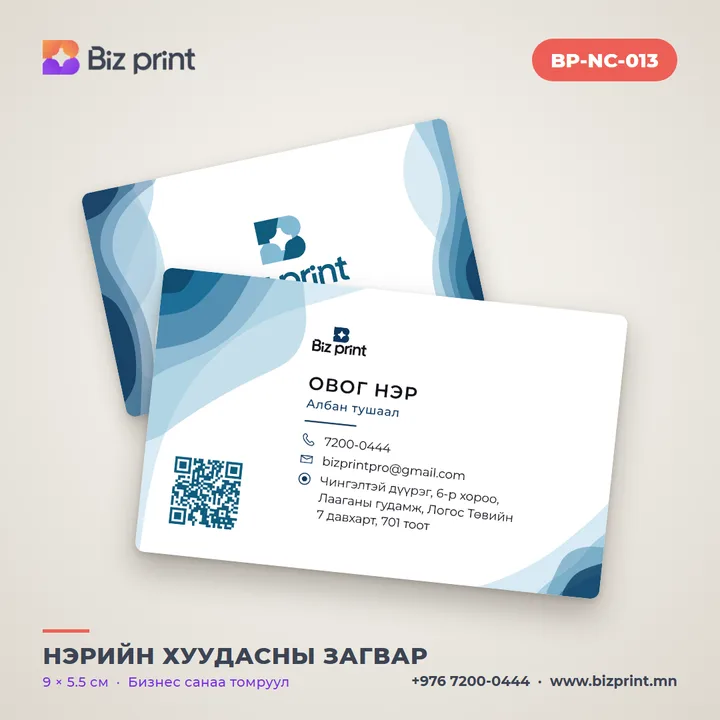 Biz print
BP-NC-013
print
Biz print
ОВОГ НЭР
Албан тушаал
7200-0444
bizprintpro@gmail.com
Чингэлтэй дүүрэг, 6-р хороо,
Лааганы гудамж, Логос Төвийн
7 давхарт, 701 тоот
НЭРИЙН ХУУДАСНЫ ЗАГВАР
9 × 5.5 см · Бизнес санаа томруул
+976 7200-0444 · www.bizprint.mn